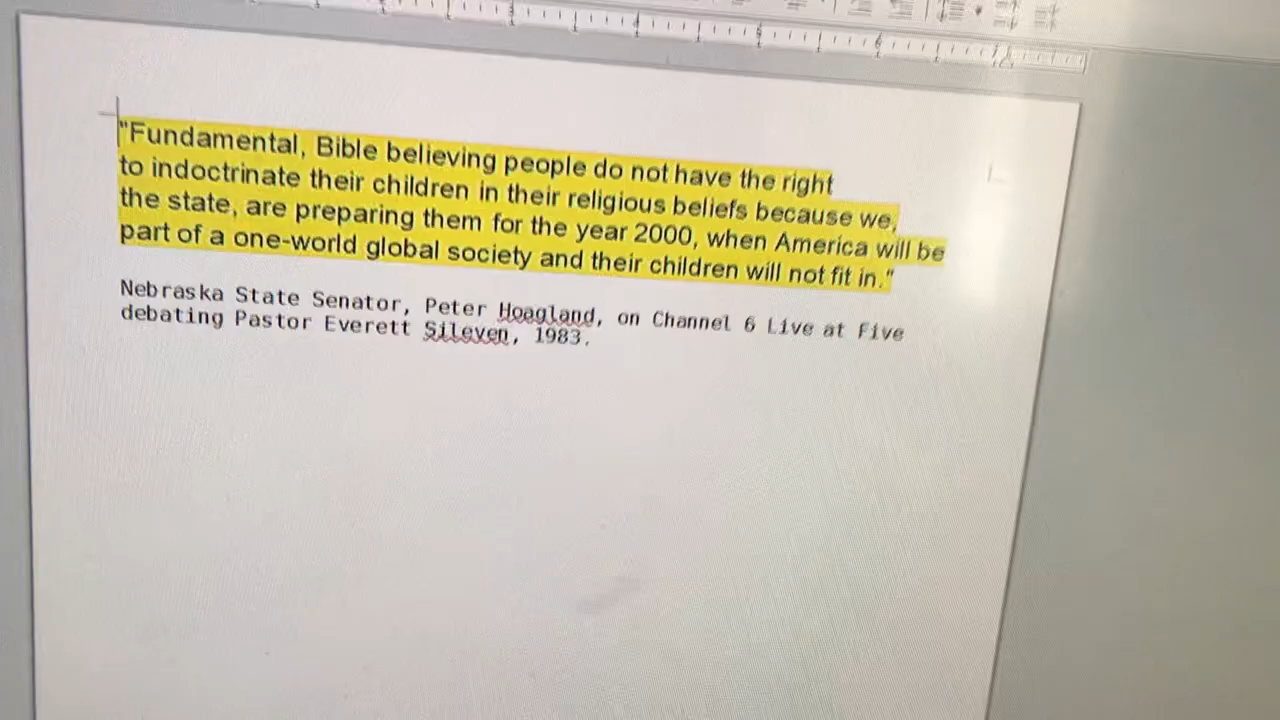 "Fundamental, Bible believing people do not have the right
to indoctrinate their children in their religious beliefs because we,
the state, are preparing them for the year 2000, when America will be
part of a one-world global society and their children will not fit in."
Nebraska State Senator, Peter Hoagland, on Channel 6 Live at Five
debating Pastor Everett Sileven, 1983.